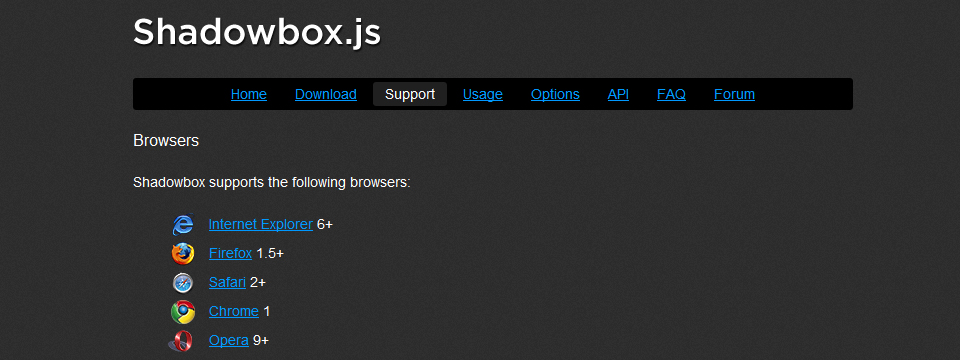 Shadowbox.js
Home Download Support Usage Options API FAQ Forum
Browsers
Shadowbox supports the following browsers:
Internet Explorer 6+
Firefox 1.5+
Safari 2+
Chrome 1
Opera 9+